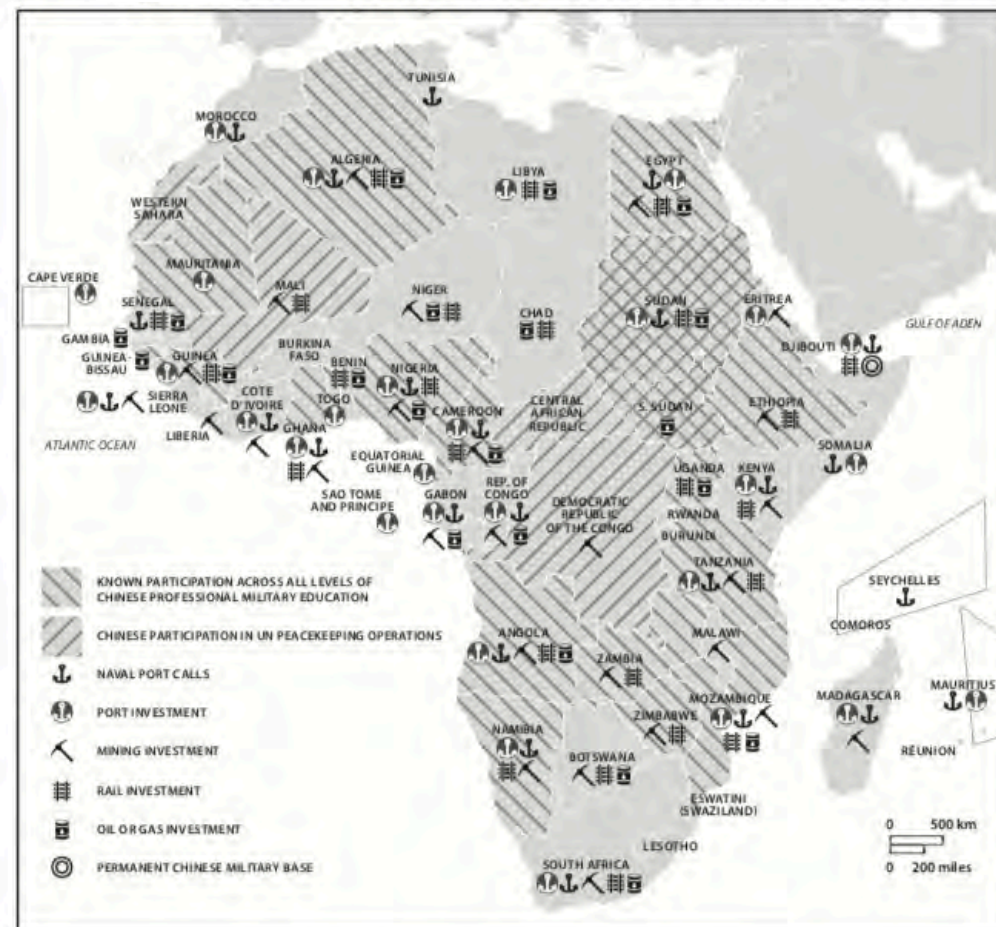 TUNISIA
MOROCCO
ALGERIA
LIBYA
EGYPT
WESTERN
SAHARA
MAURITANIA
CAPE VERDE
MALI
NIGER
SENEGAL
CHAD
SUDAN
ERITREA
GULF OF ADEN
GAMBIA
DJIBOUTI
GUINEA-
BISSAU
GUINEA
BURKINA
FASO
BENIN
NIGERIA
SIERRA
LEONE
COTE
D'IVOIRE
TOGO
CAMEROON
CENTRAL
AFRICAN
REPUBLIC
S. SUDAN
ETHIOPIA
LIBERIA
GHANA
ATLANTIC OCEAN
SOMALIA
EQUATORIAL
GUINEA
UGANDA
KENYA
SAO TOME
AND PRINCIPE
GABON
REP. OF
CONGO
DEMOCRATIC
REPUBLIC
OF THE CONGO
RWANDA
BURUNDI
TANZANIA
SEYCHELLES
COMOROS
KNOWN PARTICIPATION ACROSS ALL LEVELS OF
CHINESE PROFESSIONAL MILITARY EDUCATION
CHINESE PARTICIPATION IN UN PEACEKEEPING OPERATIONS
NAVAL PORT CALLS
PORT INVESTMENT
MINING INVESTMENT
RAIL INVESTMENT
OIL OR GAS INVESTMENT
PERMANENT CHINESE MILITARY BASE
ANGOLA
MALAWI
ZAMBIA
MOZAMBIQUE
MADAGASCAR
MAURITIUS
ZIMBABWE
NAMIBIA
BOTSWANA
RÉUNION
ESWATINI
(SWAZILAND)
LESOTHO
SOUTH AFRICA
0 500 km
0 200 miles